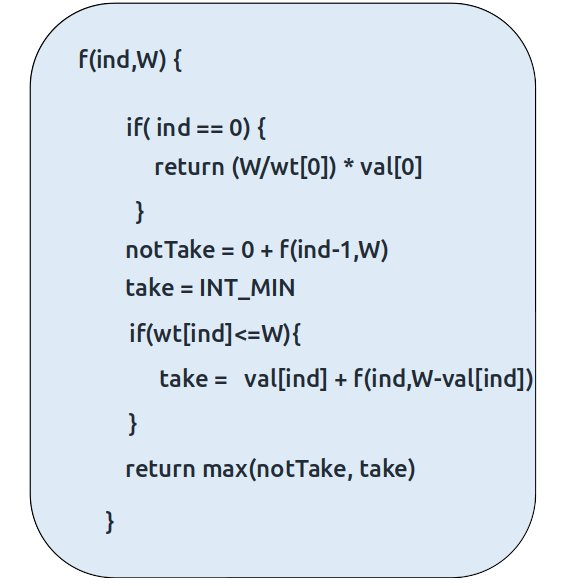 f(ind,W) {
if( ind == 0) {
return (W/wt[0]) * val[0]
}
notTake = 0 + f(ind-1,W)
take = INT_MIN
if(wt[ind]<=W){
take = val[ind] + f(ind,W-val[ind])
}
return max(notTake, take)
}